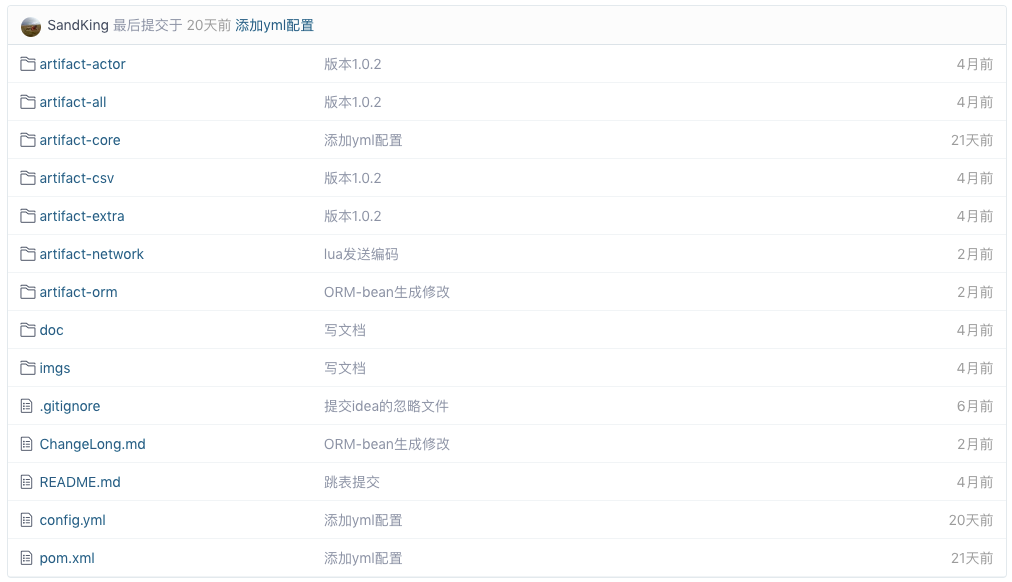 SandKing 最后提交于 20天前 添加yml配置
artifact-actor 版本1.0.2 4月前
artifact-all 版本1.0.2 4月前
artifact-core 添加yml配置 21天前
artifact-csv 版本1.0.2 4月前
artifact-extra 版本1.0.2 4月前
artifact-network lua发送编码 2月前
artifact-orm ORM-bean生成修改 2月前
doc 写文档 4月前
imgs 写文档 4月前
.gitignore 提交idea的忽略文件 6月前
ChangeLong.md ORM-bean生成修改 2月前
README.md 跳表提交 4月前
config.yml 添加yml配置 20天前
pom.xml 添加yml配置 21天前